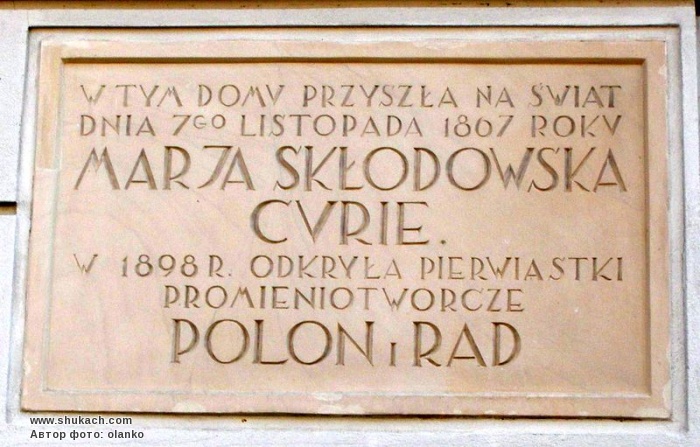 W TYM DOMV PRZYSZŁA NA ŚWIAT
DNIA 7GO LISTOPADA 1867 ROKV
MARJA SKŁODOWSKA
CVRIE.
W 1898 R. ODKRYŁA PIERWIASTKI
PROMIENIOTWORCZE
POLON i RAD
www.shukach.com
Автор фото: olanko